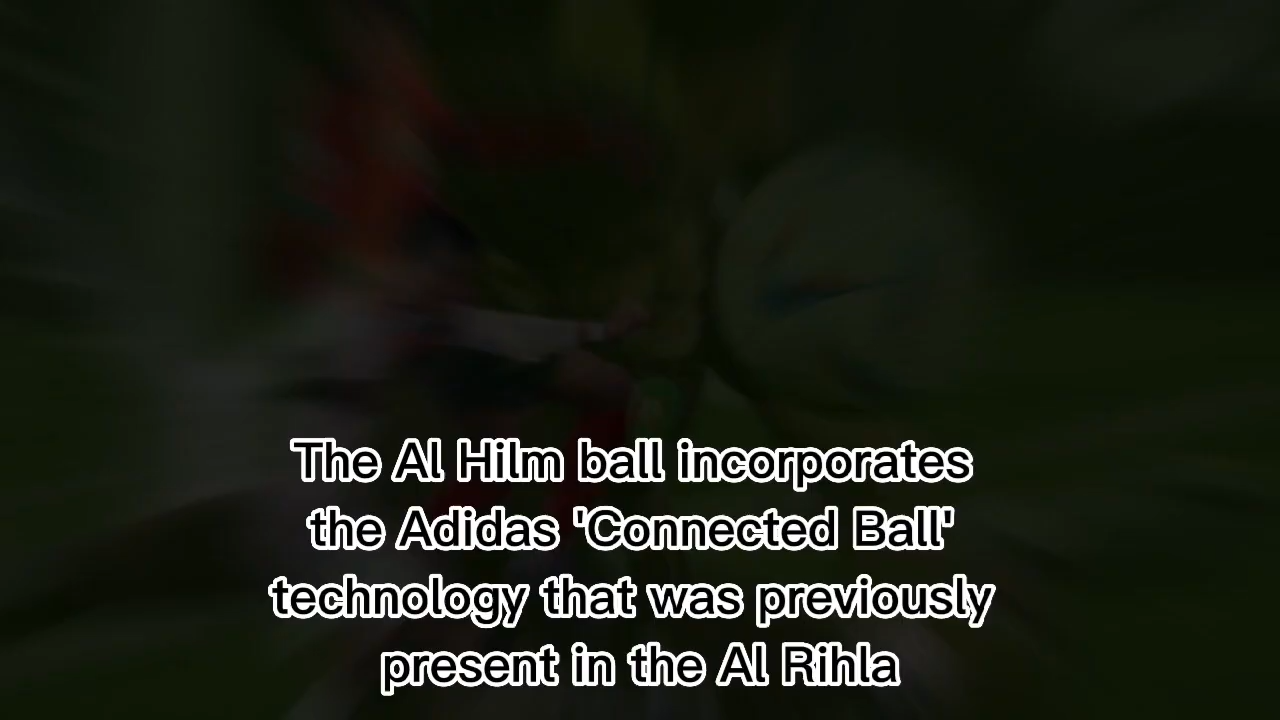 The Al Hilm ball incorporates
the Adidas 'Connected Ball'
technology that was previously
present in the Al Rihla